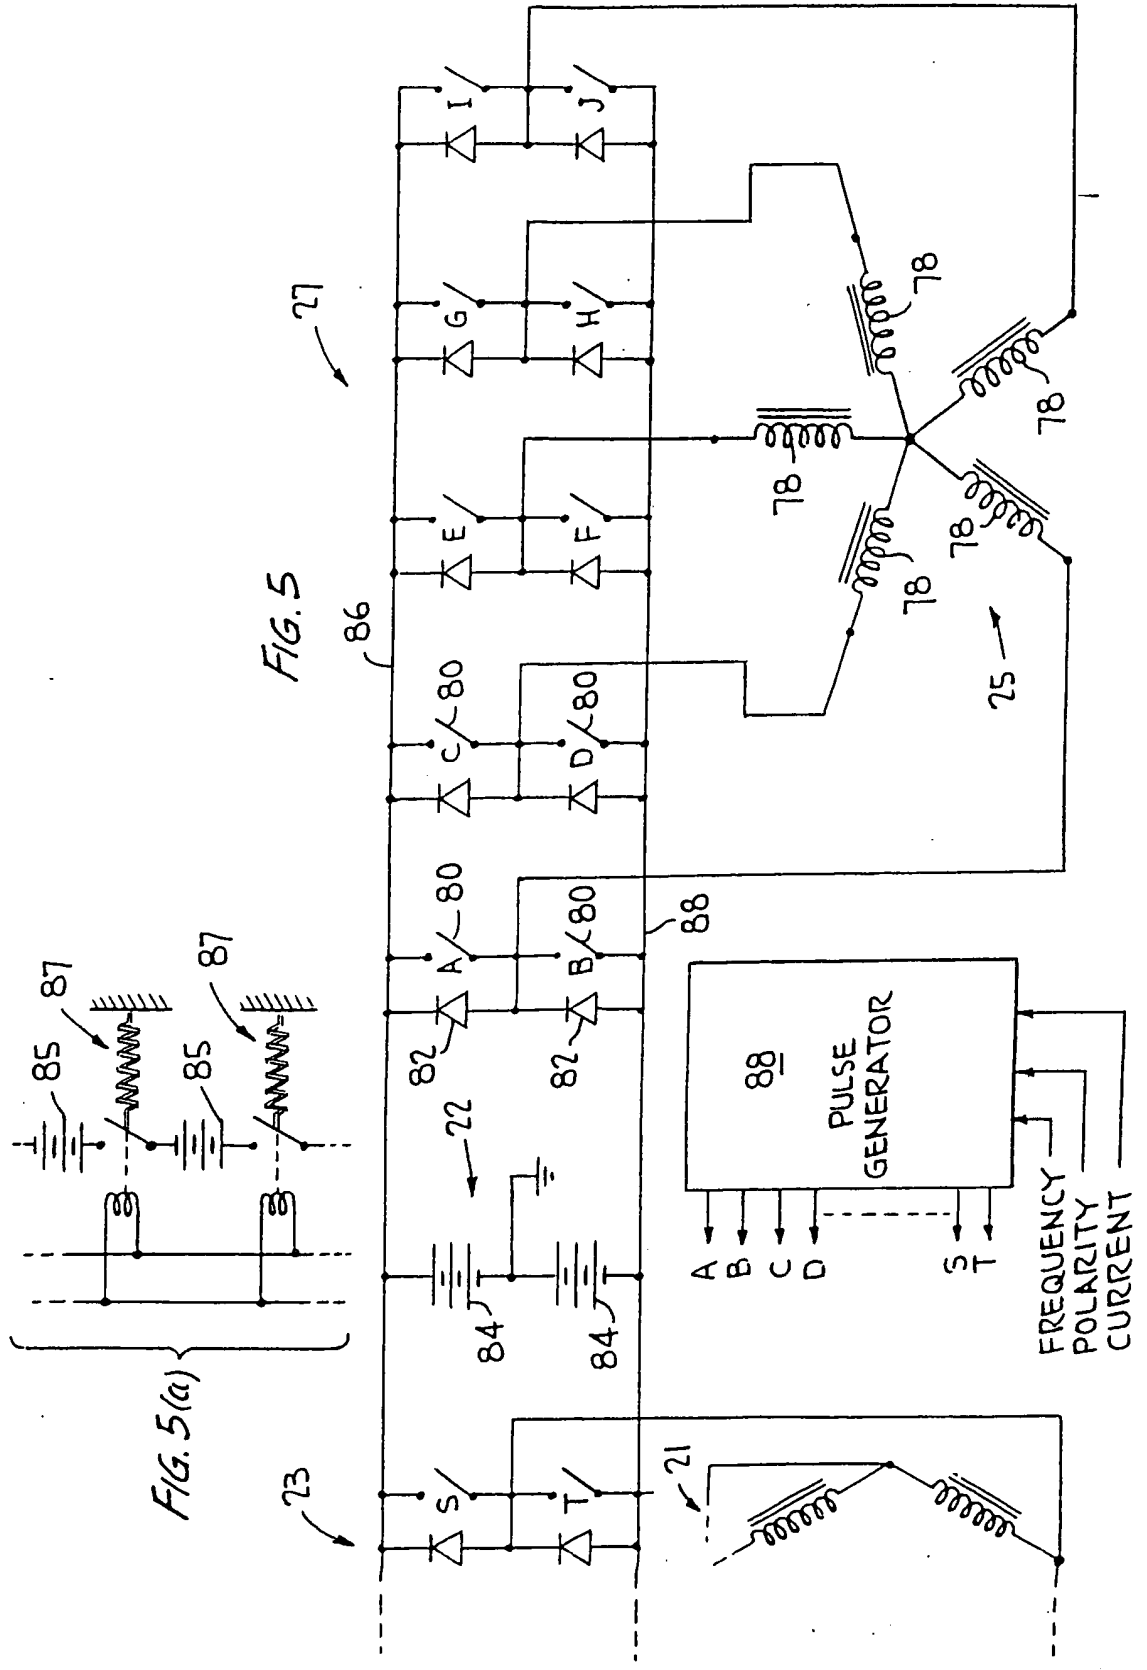 FIG. 5(a)
85
87
85
87
FIG. 5
23
22
27
86
S
T
84
84
82
82
A
80
B
80
C
80
D
80
E
F
G
H
I
J
88
21
25
78
78
78
78
78
88
PULSE
GENERATOR
A
B
C
D
S
T
FREQUENCY
POLARITY
CURRENT